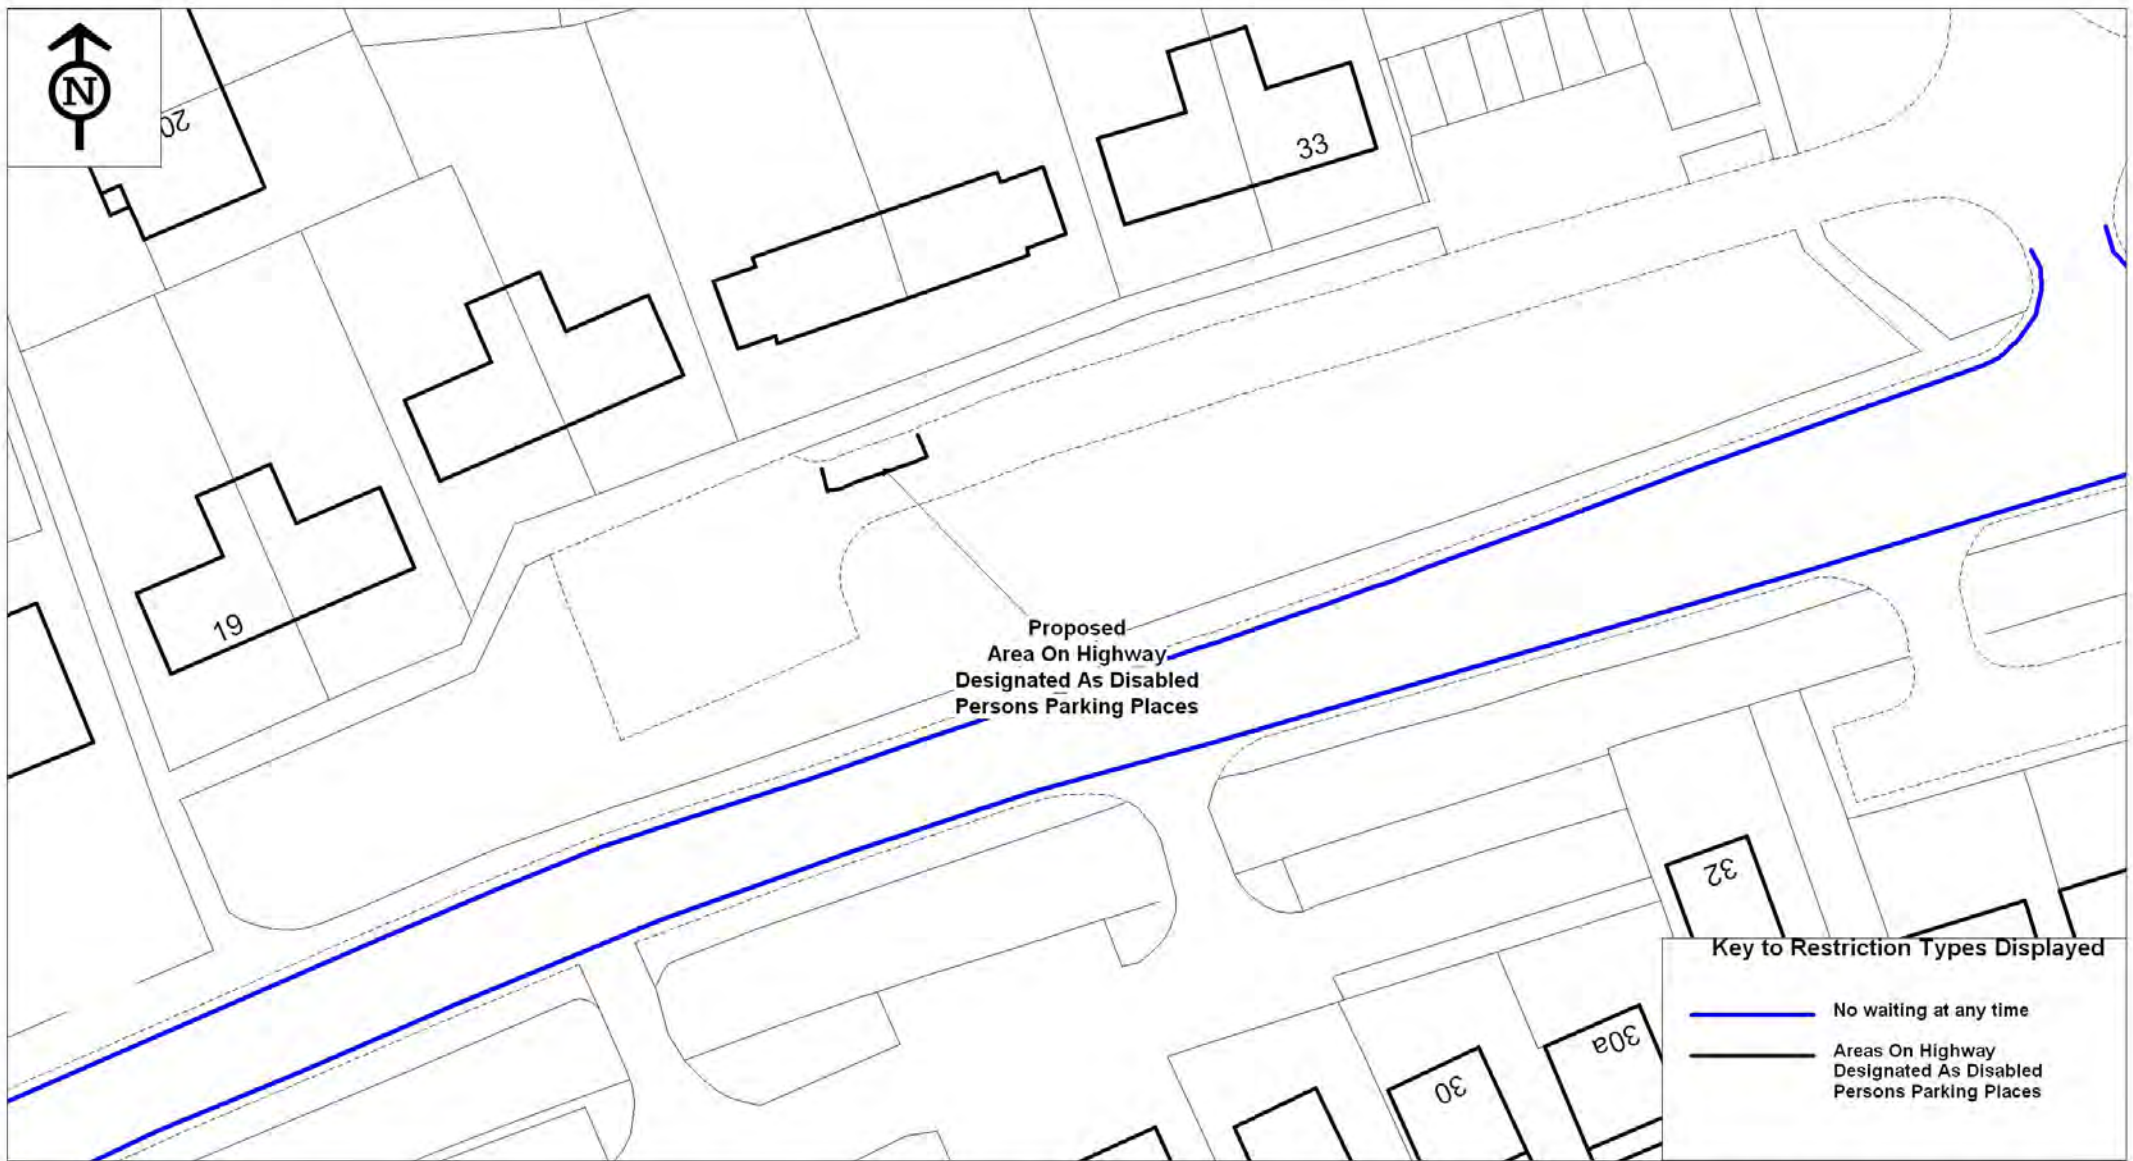 N
20
33
19
Proposed
Area On Highway
Designated As Disabled
Persons Parking Places
32
30a
30
Key to Restriction Types Displayed
No waiting at any time
Areas On Highway
Designated As Disabled
Persons Parking Places